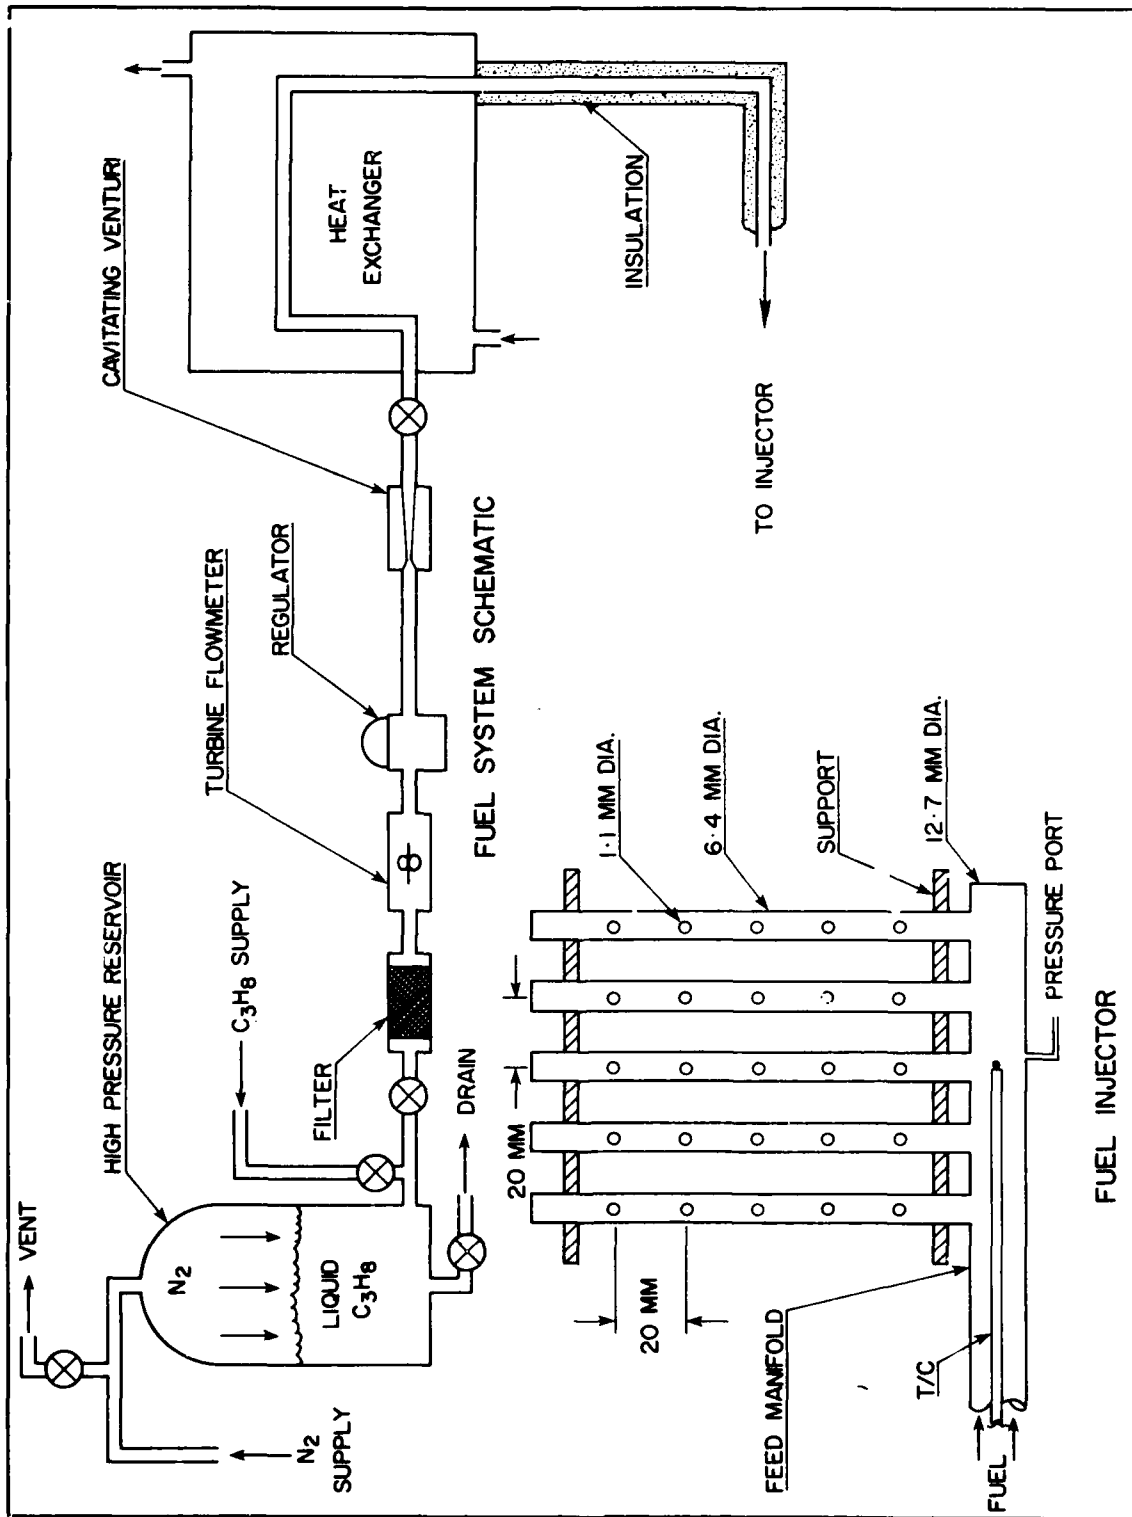 VENT
N2
SUPPLY
HIGH PRESSURE RESERVOIR
N2
LIQUID
C3H8
C3H8 SUPPLY
DRAIN
FILTER
TURBINE FLOWMETER
REGULATOR
CAVITATING VENTURI
HEAT
EXCHANGER
INSULATION
TO INJECTOR
FUEL SYSTEM SCHEMATIC
20 MM
20 MM
1·1 MM DIA.
6·4 MM DIA.
SUPPORT
12·7 MM DIA.
FEED MANIFOLD
T/C
FUEL
PRESSURE PORT
FUEL INJECTOR